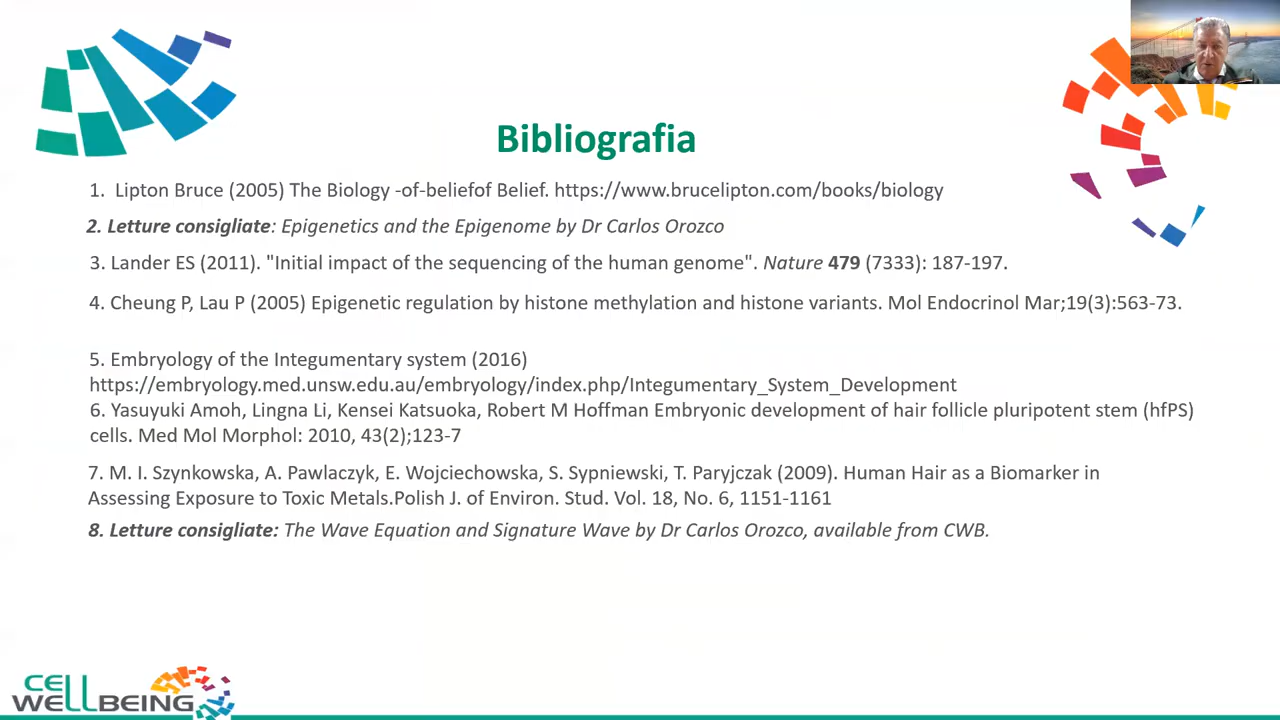 Bibliografia
1. Lipton Bruce (2005) The Biology -of-beliefof Belief. https://www.brucelipton.com/books/biology
2. Letture consigliate: Epigenetics and the Epigenome by Dr Carlos Orozco
3. Lander ES (2011). "Initial impact of the sequencing of the human genome". Nature 479 (7333): 187-197.
4. Cheung P, Lau P (2005) Epigenetic regulation by histone methylation and histone variants. Mol Endocrinol Mar;19(3):563-73.
5. Embryology of the Integumentary system (2016)
https://embryology.med.unsw.edu.au/embryology/index.php/Integumentary_System_Development
6. Yasuyuki Amoh, Lingna Li, Kensei Katsuoka, Robert M Hoffman Embryonic development of hair follicle pluripotent stem (hfPS)
cells. Med Mol Morphol: 2010, 43(2);123-7
7. M. I. Szynkowska, A. Pawlaczyk, E. Wojciechowska, S. Sypniewski, T. Paryjczak (2009). Human Hair as a Biomarker in
Assessing Exposure to Toxic Metals.Polish J. of Environ. Stud. Vol. 18, No. 6, 1151-1161
8. Letture consigliate: The Wave Equation and Signature Wave by Dr Carlos Orozco, available from CWB.
CELL
WELLBEING